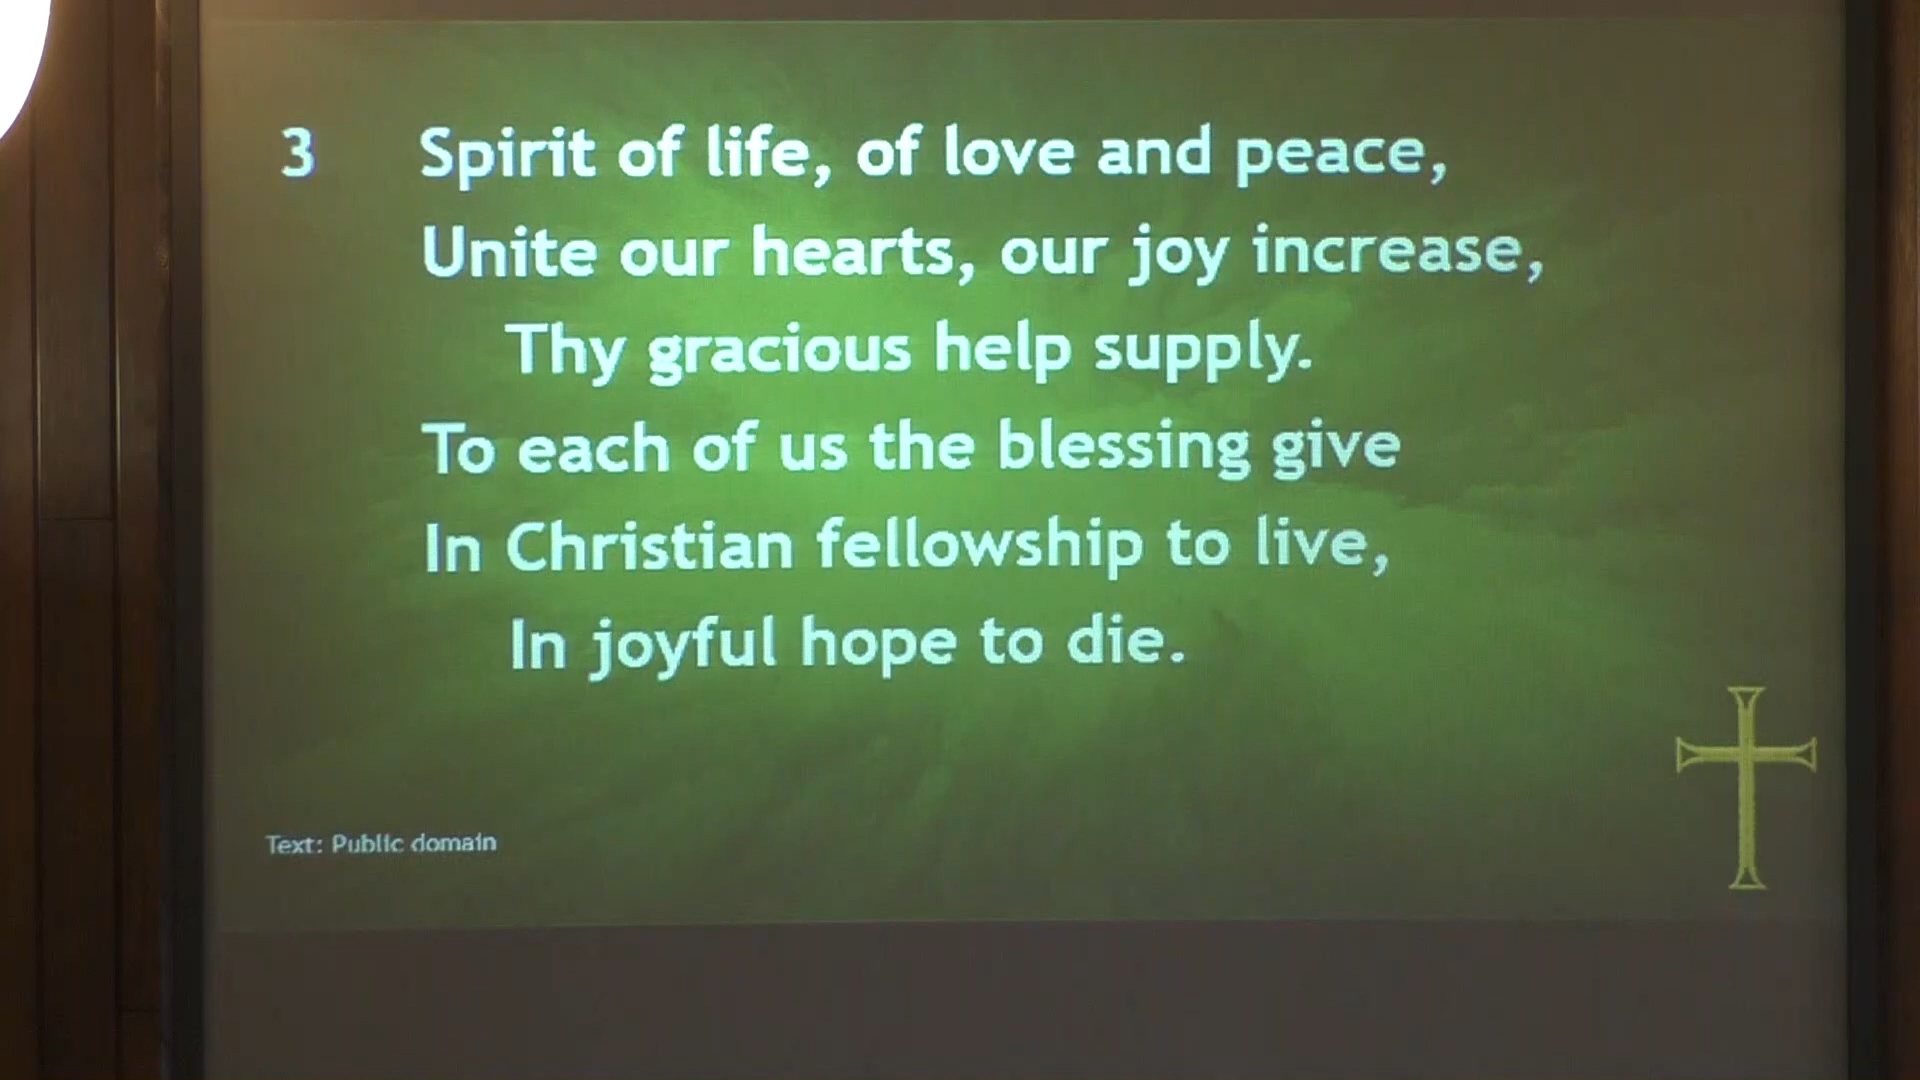 3 Spirit of life, of love and peace,
Unite our hearts, our joy increase,
Thy gracious help supply.
To each of us the blessing give
In Christian fellowship to live,
In joyful hope to die.
Text: Public domain